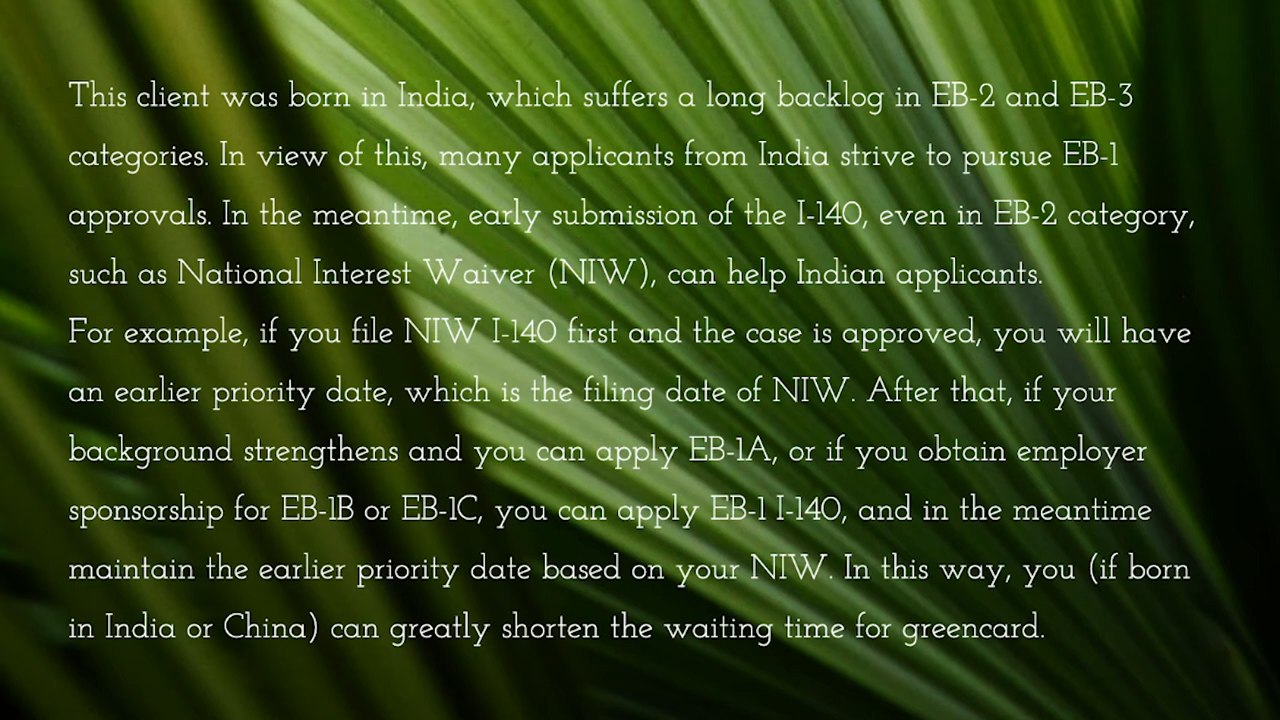 This client was born in India, which suffers a long backlog in EB-2 and EB-3
categories. In view of this, many applicants from India strive to pursue EB-1
approvals. In the meantime, early submission of the I-140, even in EB-2 category,
such as National Interest Waiver (NIW), can help Indian applicants.
For example, if you file NIW I-140 first and the case is approved, you will have
an earlier priority date, which is the filing date of NIW. After that, if your
background strengthens and you can apply EB-1A, or if you obtain employer
sponsorship for EB-1B or EB-1C, you can apply EB-1 I-140, and in the meantime
maintain the earlier priority date based on your NIW. In this way, you (if born
in India or China) can greatly shorten the waiting time for greencard.